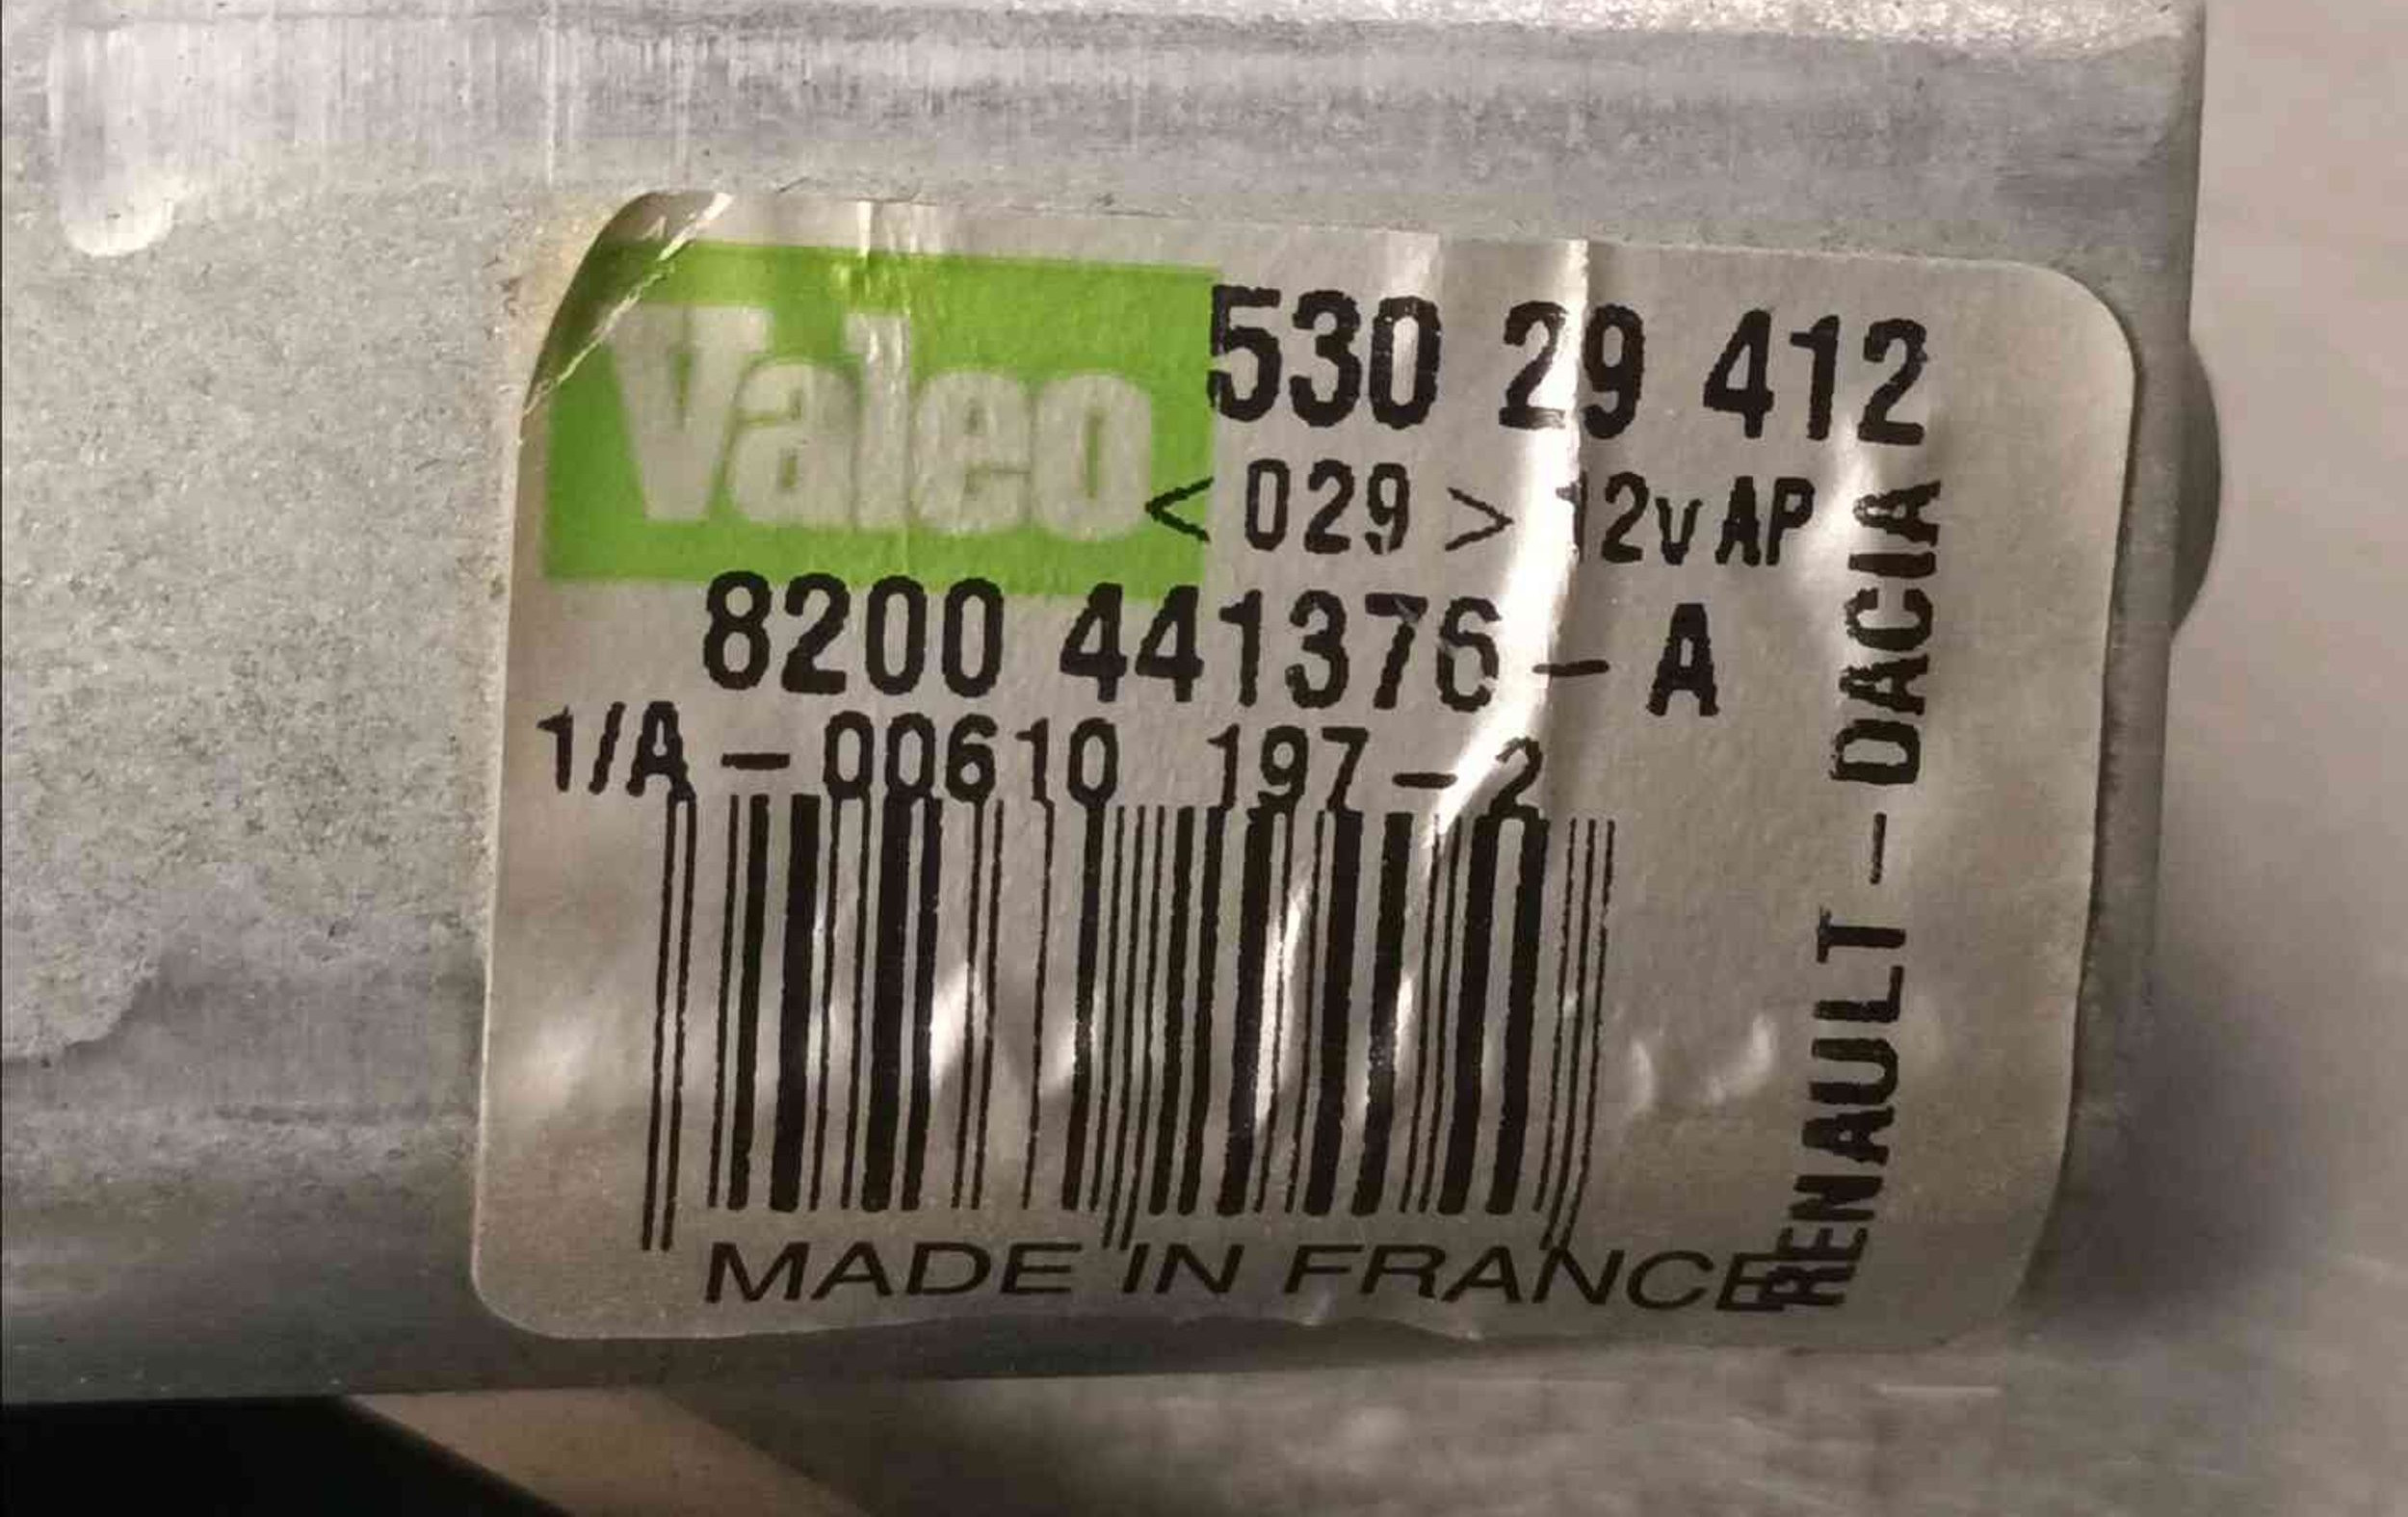 Valeo
530 29 412
< 029 > 12v AP
8200 441376 - A
1/A - 00610 197 - 2
MADE IN FRANCE
RENAULT - DACIA